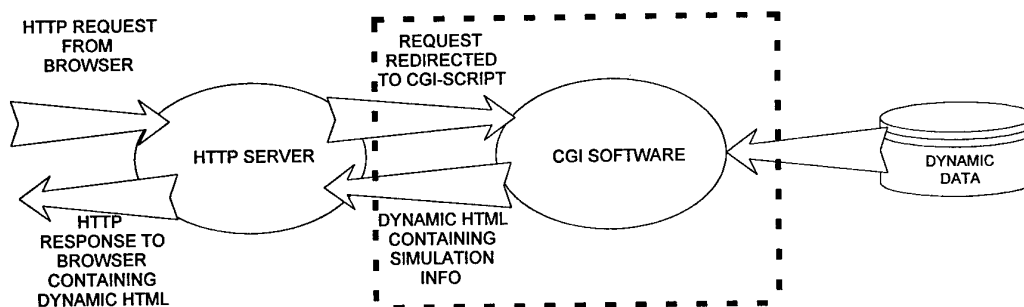 HTTP REQUEST
FROM
BROWSER
REQUEST
REDIRECTED
TO CGI-SCRIPT
HTTP SERVER
CGI SOFTWARE
DYNAMIC
DATA
HTTP
RESPONSE TO
BROWSER
CONTAINING
DYNAMIC HTML
DYNAMIC HTML
CONTAINING
SIMULATION
INFO